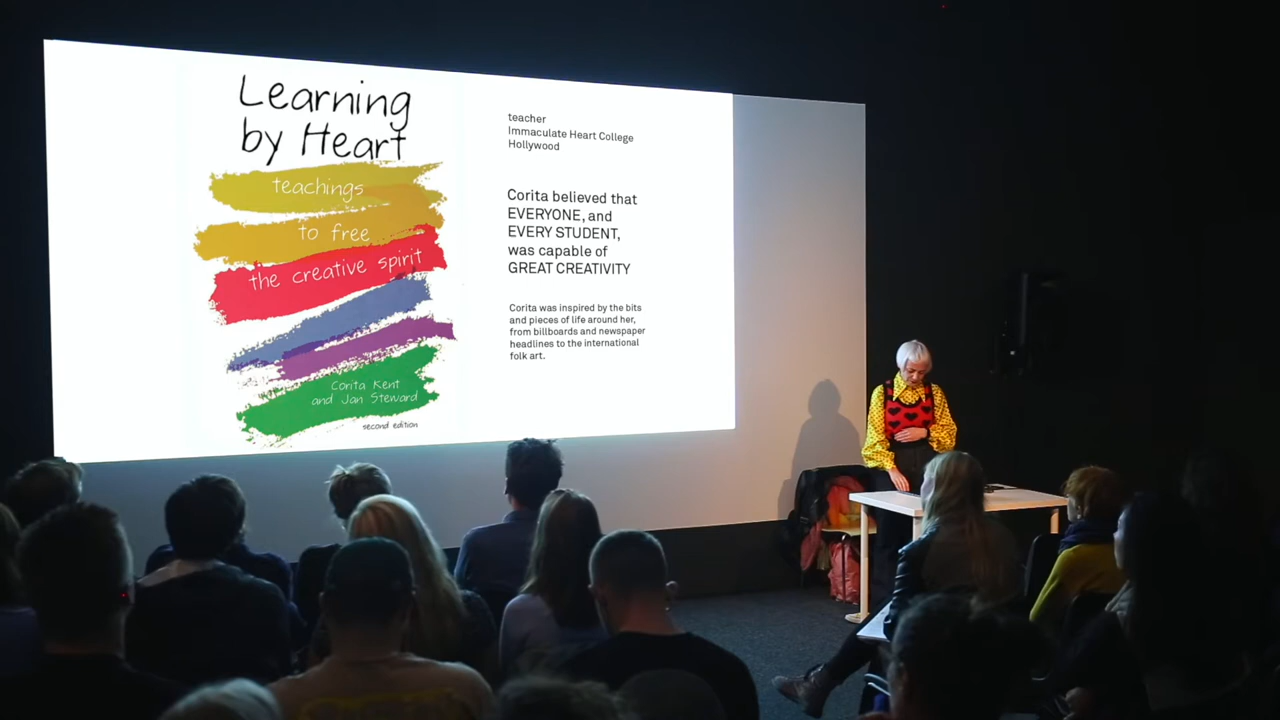 Learning
by Heart
teachings
to free
the creative spirit
Corita Kent
and Jan Steward
second edition
teacher
Immaculate Heart College
Hollywood
Corita believed that
EVERYONE, and
EVERY STUDENT,
was capable of
GREAT CREATIVITY
Corita was inspired by the bits
and pieces of life around her,
from billboards and newspaper
headlines to the international
folk art.